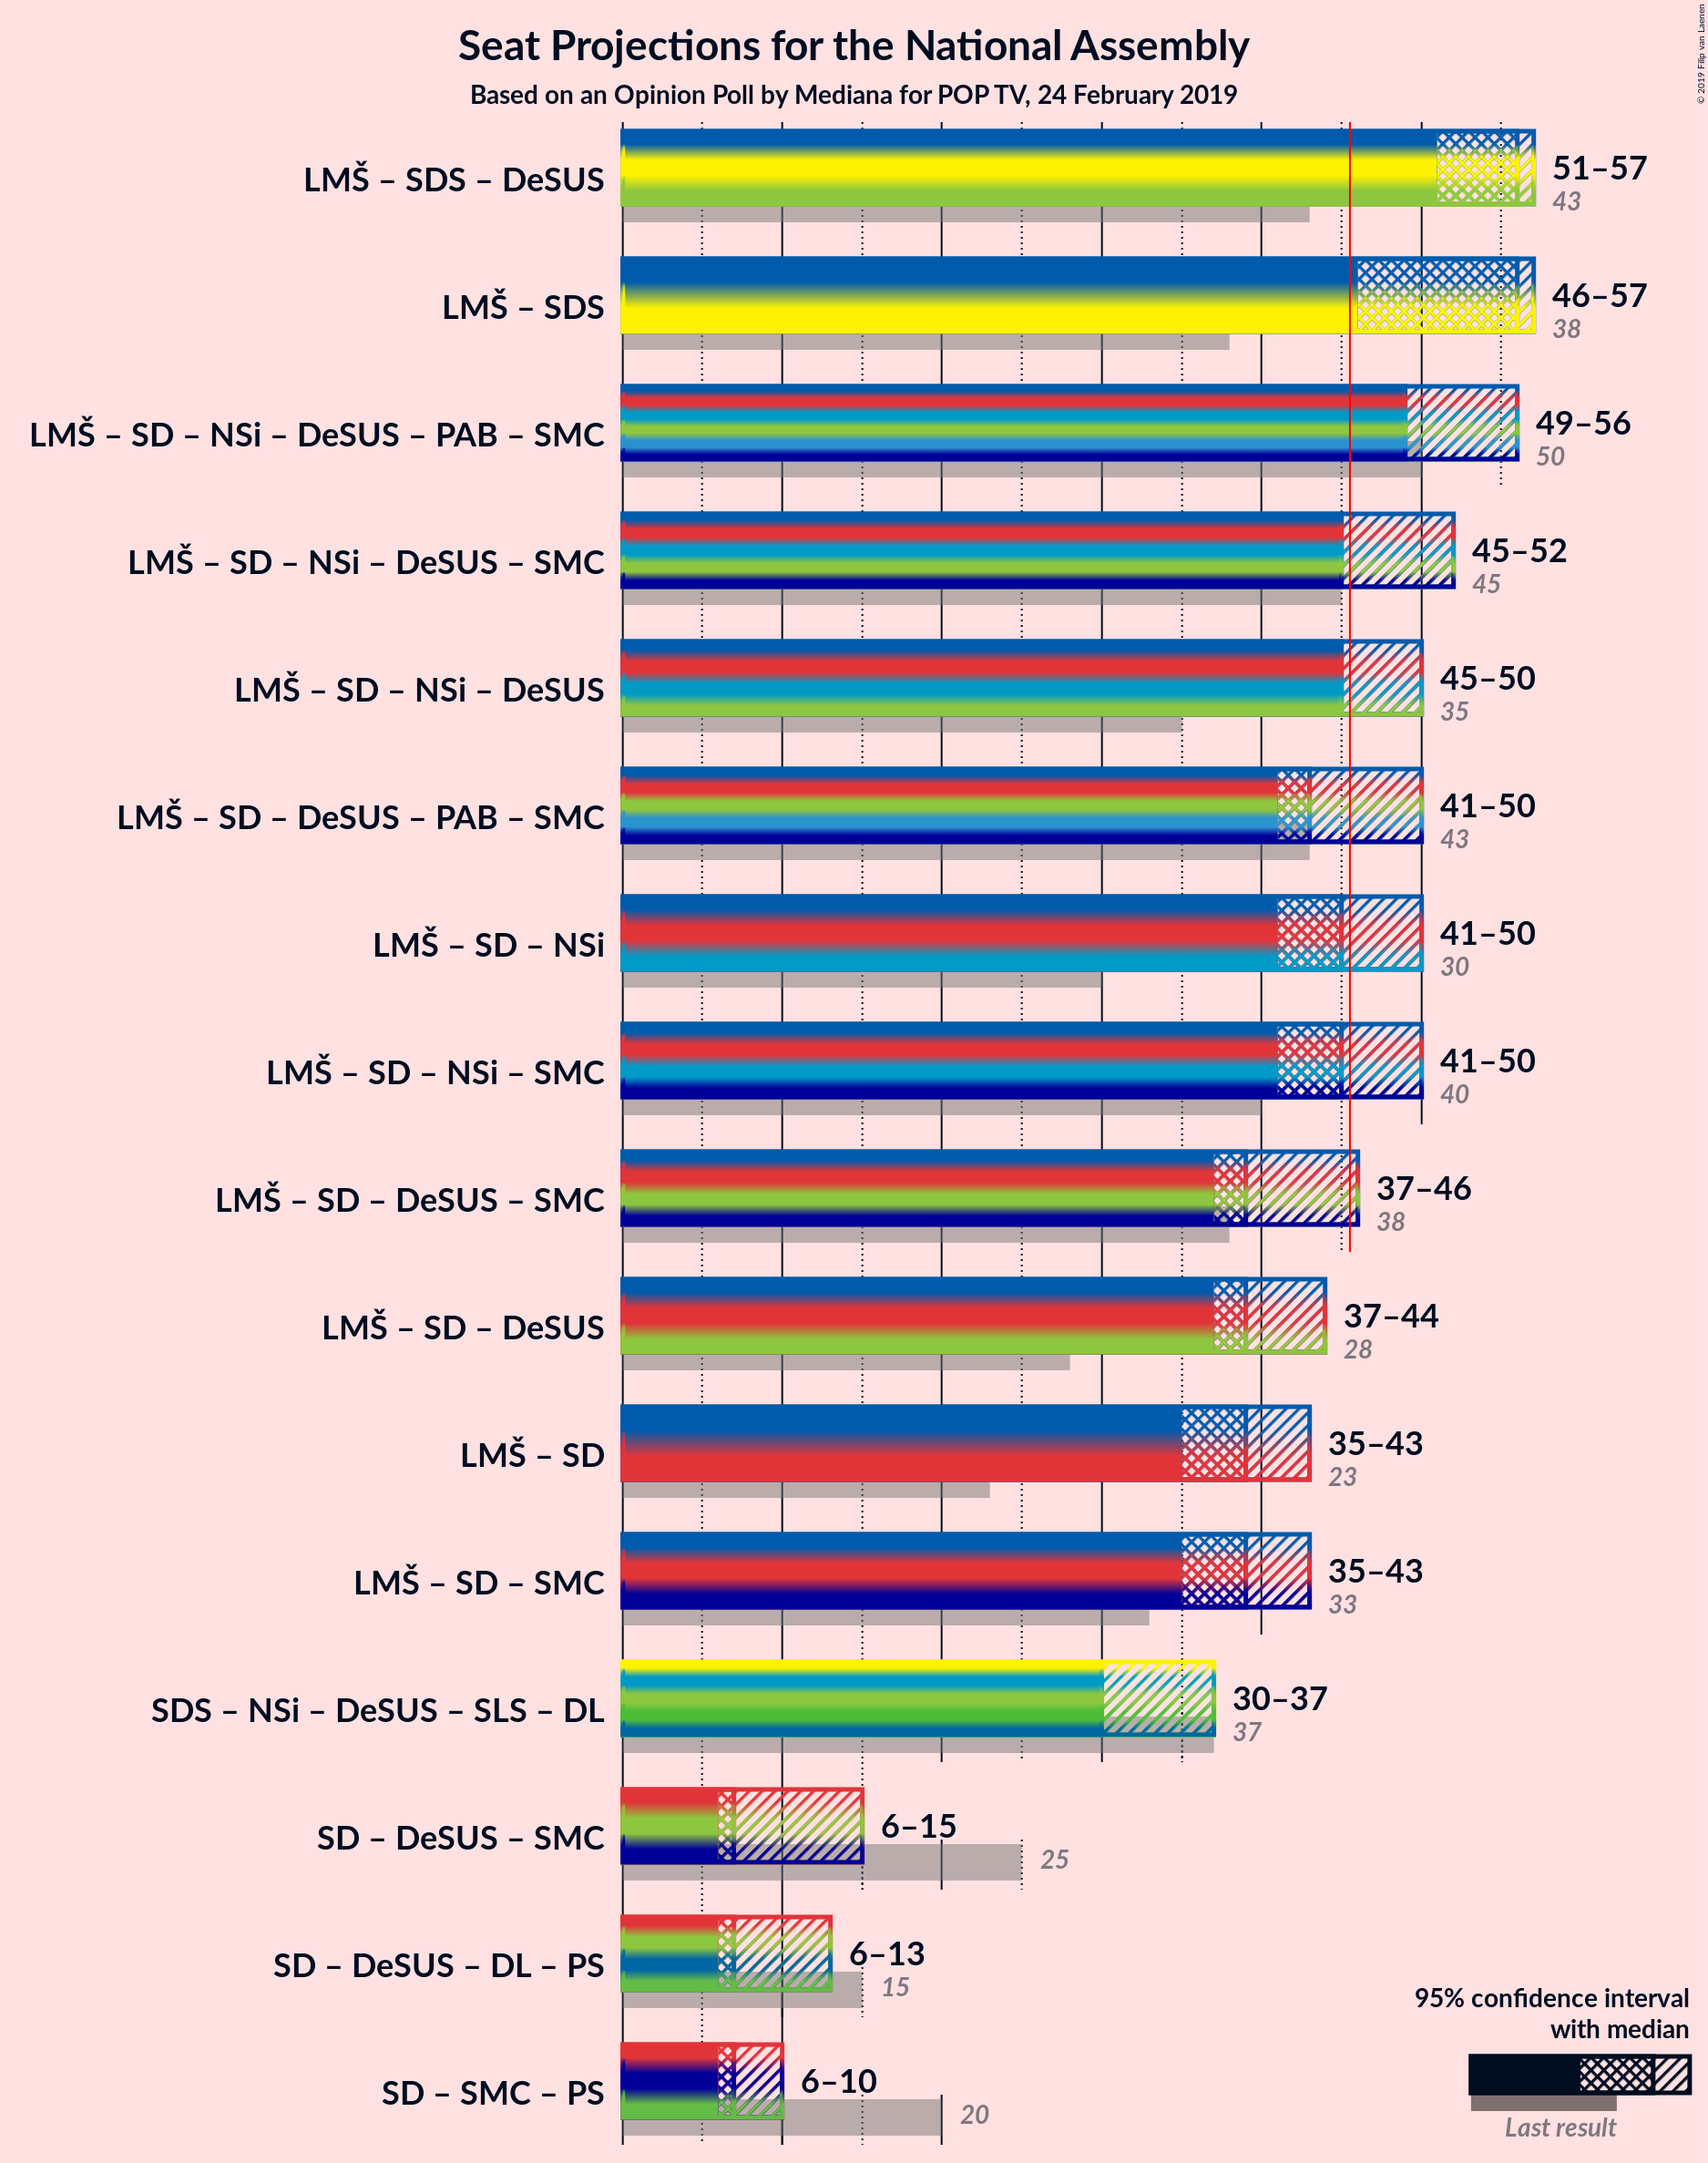 Seat Projections for the National Assembly
Based on an Opinion Poll by Mediana for POP TV, 24 February 2019
© 2019 Filip van Laenen
LMŠ – SDS – DeSUS
51–57
43
LMŠ – SDS
46–57
38
LMŠ – SD – NSi – DeSUS – PAB – SMC
49–56
50
LMŠ – SD – NSi – DeSUS – SMC
45–52
45
LMŠ – SD – NSi – DeSUS
45–50
35
LMŠ – SD – DeSUS – PAB – SMC
41–50
43
LMŠ – SD – NSi
41–50
30
LMŠ – SD – NSi – SMC
41–50
40
LMŠ – SD – DeSUS – SMC
37–46
38
LMŠ – SD – DeSUS
37–44
28
LMŠ – SD
35–43
23
LMŠ – SD – SMC
35–43
33
SDS – NSi – DeSUS – SLS – DL
30–37
37
SD – DeSUS – SMC
6–15
25
SD – DeSUS – DL – PS
6–13
15
SD – SMC – PS
6–10
20
95% confidence interval
with median
Last result